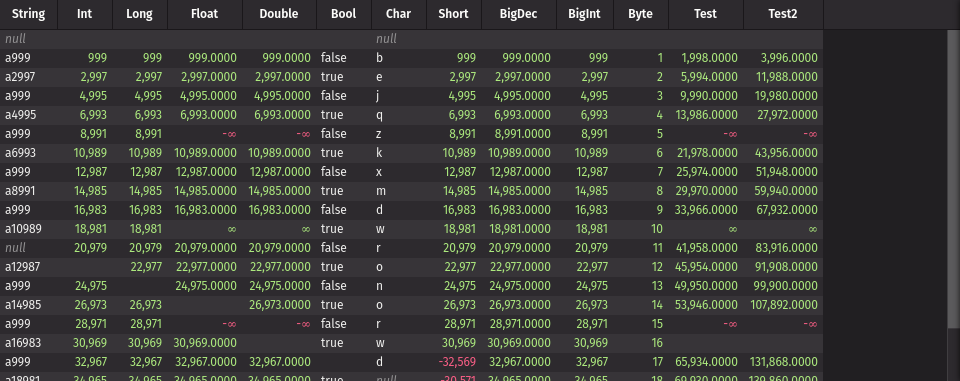 String Int Long Float Double Bool Char Short BigDec BigInt Byte Test Test2
null null
a999 999 999 999.0000 999.0000 false b 999 999.0000 999 1 1,998.0000 3,996.0000
a2997 2,997 2,997 2,997.0000 2,997.0000 true e 2,997 2,997.0000 2,997 2 5,994.0000 11,988.0000
a999 4,995 4,995 4,995.0000 4,995.0000 false j 4,995 4,995.0000 4,995 3 9,990.0000 19,980.0000
a4995 6,993 6,993 6,993.0000 6,993.0000 true q 6,993 6,993.0000 6,993 4 13,986.0000 27,972.0000
a999 8,991 8,991 -∞ -∞ false z 8,991 8,991.0000 8,991 5 -∞ -∞
a6993 10,989 10,989 10,989.0000 10,989.0000 true k 10,989 10,989.0000 10,989 6 21,978.0000 43,956.0000
a999 12,987 12,987 12,987.0000 12,987.0000 false x 12,987 12,987.0000 12,987 7 25,974.0000 51,948.0000
a8991 14,985 14,985 14,985.0000 14,985.0000 true m 14,985 14,985.0000 14,985 8 29,970.0000 59,940.0000
a999 16,983 16,983 16,983.0000 16,983.0000 false d 16,983 16,983.0000 16,983 9 33,966.0000 67,932.0000
a10989 18,981 18,981 ∞ ∞ true w 18,981 18,981.0000 18,981 10 ∞ ∞
null 20,979 20,979 20,979.0000 20,979.0000 false r 20,979 20,979.0000 20,979 11 41,958.0000 83,916.0000
a12987 22,977 22,977.0000 22,977.0000 true o 22,977 22,977.0000 22,977 12 45,954.0000 91,908.0000
a999 24,975 24,975.0000 24,975.0000 false n 24,975 24,975.0000 24,975 13 49,950.0000 99,900.0000
a14985 26,973 26,973 26,973.0000 true o 26,973 26,973.0000 26,973 14 53,946.0000 107,892.0000
a999 28,971 28,971 -∞ -∞ false r 28,971 28,971.0000 28,971 15 -∞ -∞
a16983 30,969 30,969 30,969.0000 true w 30,969 30,969.0000 30,969 16
a999 32,967 32,967 32,967.0000 32,967.0000 d -32,569 32,967.0000 32,967 17 65,934.0000 131,868.0000
a18981 34,965 34,965 34,965.0000 34,965.0000 true null -30,571 34,965.0000 34,965 18 69,930.0000 139,860.0000